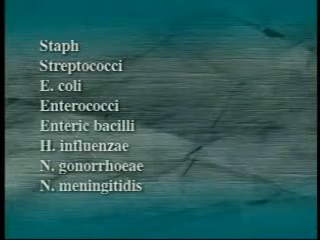 Staph
Streptococci
E. coli
Enterococci
Enteric bacilli
H. influenzae
N. gonorrhoeae
N. meningitidis